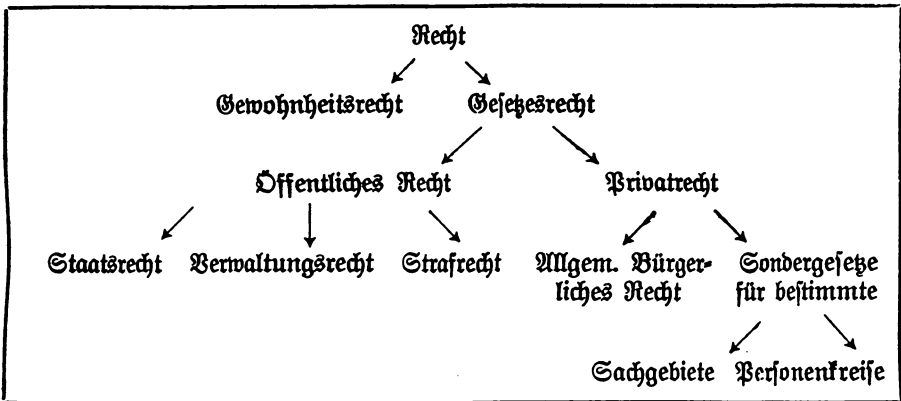 Recht
Gewohnheitsrecht Gesetzesrecht
Öffentliches Recht Privatrecht
Staatsrecht Verwaltungsrecht Strafrecht Allgem. Bürger- Sondergesetze
liches Recht für bestimmte
Sachgebiete Personenkreise